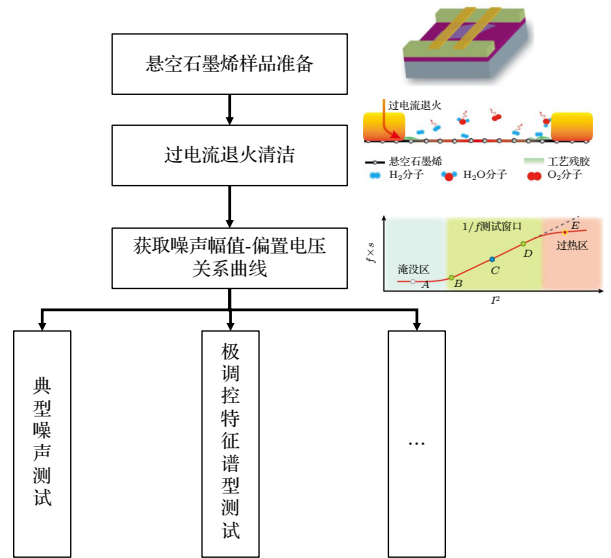 悬空石墨烯样品准备
过电流退火
过电流退火清洁
悬空石墨烯
工艺残胶
H2分子
H2O分子
O2分子
获取噪声幅值-偏置电压
关系曲线
1/f测试窗口
淹没区
过热区
A
B
C
D
E
f×s
I²
典型噪声测试
极调控特征谱型测试
...